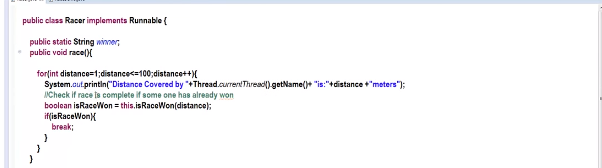 public class Racer implements Runnable {
public static String winner;
public void race(){
for(int distance=1;distance<=100;distance++){
System.out.println("Distance Covered by "+Thread.currentThread().getName()+ "is:"+distance +"meters");
//Check if race is complete if some one has already won
boolean isRaceWon = this.isRaceWon(distance);
if(isRaceWon){
break;
}
}
}